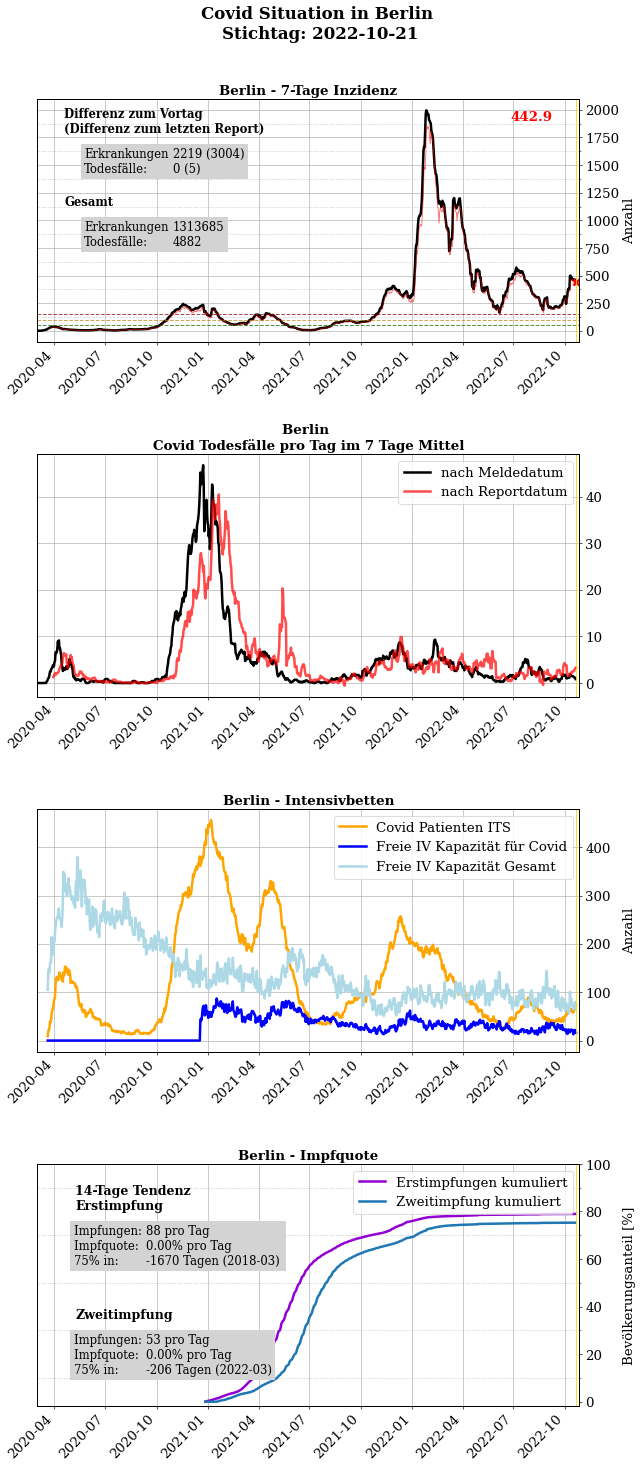 Covid Situation in Berlin
Stichtag: 2022-10-21
Berlin - 7-Tage Inzidenz
Differenz zum Vortag
(Differenz zum letzten Report)
Erkrankungen 2219 (3004)
Todesfälle: 0 (5)
Gesamt
Erkrankungen 1313685
Todesfälle: 4882
442.9
2000
1750
1500
1250
1000
750
500
250
0
Anzahl
2020-04
2020-07
2020-10
2021-01
2021-04
2021-07
2021-10
2022-01
2022-04
2022-07
2022-10
Berlin
Covid Todesfälle pro Tag im 7 Tage Mittel
nach Meldedatum
nach Reportdatum
40
30
20
10
0
2020-04
2020-07
2020-10
2021-01
2021-04
2021-07
2021-10
2022-01
2022-04
2022-07
2022-10
Berlin - Intensivbetten
Covid Patienten ITS
Freie IV Kapazität für Covid
Freie IV Kapazität Gesamt
400
300
200
100
0
Anzahl
2020-04
2020-07
2020-10
2021-01
2021-04
2021-07
2021-10
2022-01
2022-04
2022-07
2022-10
Berlin - Impfquote
14-Tage Tendenz
Erstimpfung
Impfungen: 88 pro Tag
Impfquote: 0.00% pro Tag
75% in: -1670 Tagen (2018-03)
Zweitimpfung
Impfungen: 53 pro Tag
Impfquote: 0.00% pro Tag
75% in: -206 Tagen (2022-03)
Erstimpfungen kumuliert
Zweitimpfung kumuliert
100
80
60
40
20
0
Bevölkerungsanteil [%]
2020-04
2020-07
2020-10
2021-01
2021-04
2021-07
2021-10
2022-01
2022-04
2022-07
2022-10